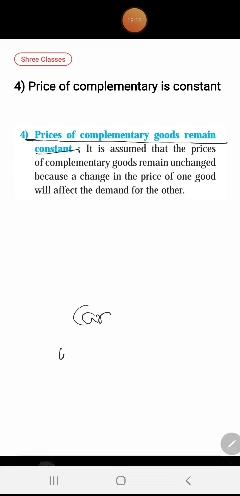 Shree Classes
4) Price of complementary is constant
4) Prices of complementary goods remain
constant : It is assumed that the prices
of complementary goods remain unchanged
because a change in the price of one good
will affect the demand for the other.
Car